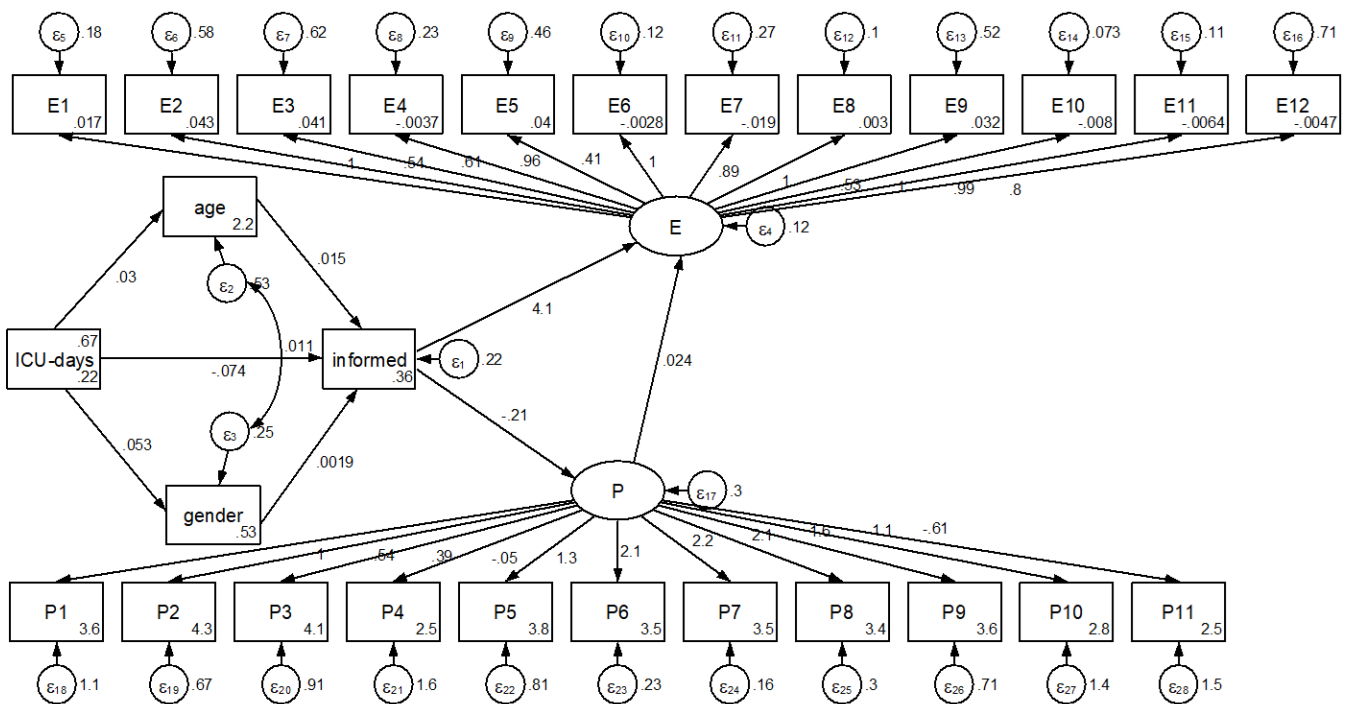 ε5 .18 ε6 .58 ε7 .62 ε8 .23 ε9 .46 ε10 .12 ε11 .27 ε12 .1 ε13 .52 ε14 .073 ε15 .11 ε16 .71
E1 E2 E3 E4 E5 E6 E7 E8 E9 E10 E11 E12
.017 .043 .041 -.0037 .04 -.0028 -.019 .003 .032 -.008 -.0064 -.0047
1 .54 .61 .96 .41 1 .89 1 .53 1 .99 .8
age
2.2
E
ε4 .12
.03
.015
ε2 .53
4.1
.67
ICU-days
.22
.011
-.074
informed
.36
ε1 .22
.024
-.21
.053
ε3 .25
.0019
P
ε17 .3
gender
.53
1 .54 .39 -.05 1.3 2.1 2.2 2.1 1.6 1.1 -.61
P1 P2 P3 P4 P5 P6 P7 P8 P9 P10 P11
3.6 4.3 4.1 2.5 3.8 3.5 3.5 3.4 3.6 2.8 2.5
ε18 1.1 ε19 .67 ε20 .91 ε21 1.6 ε22 .81 ε23 .23 ε24 .16 ε25 .3 ε26 .71 ε27 1.4 ε28 1.5